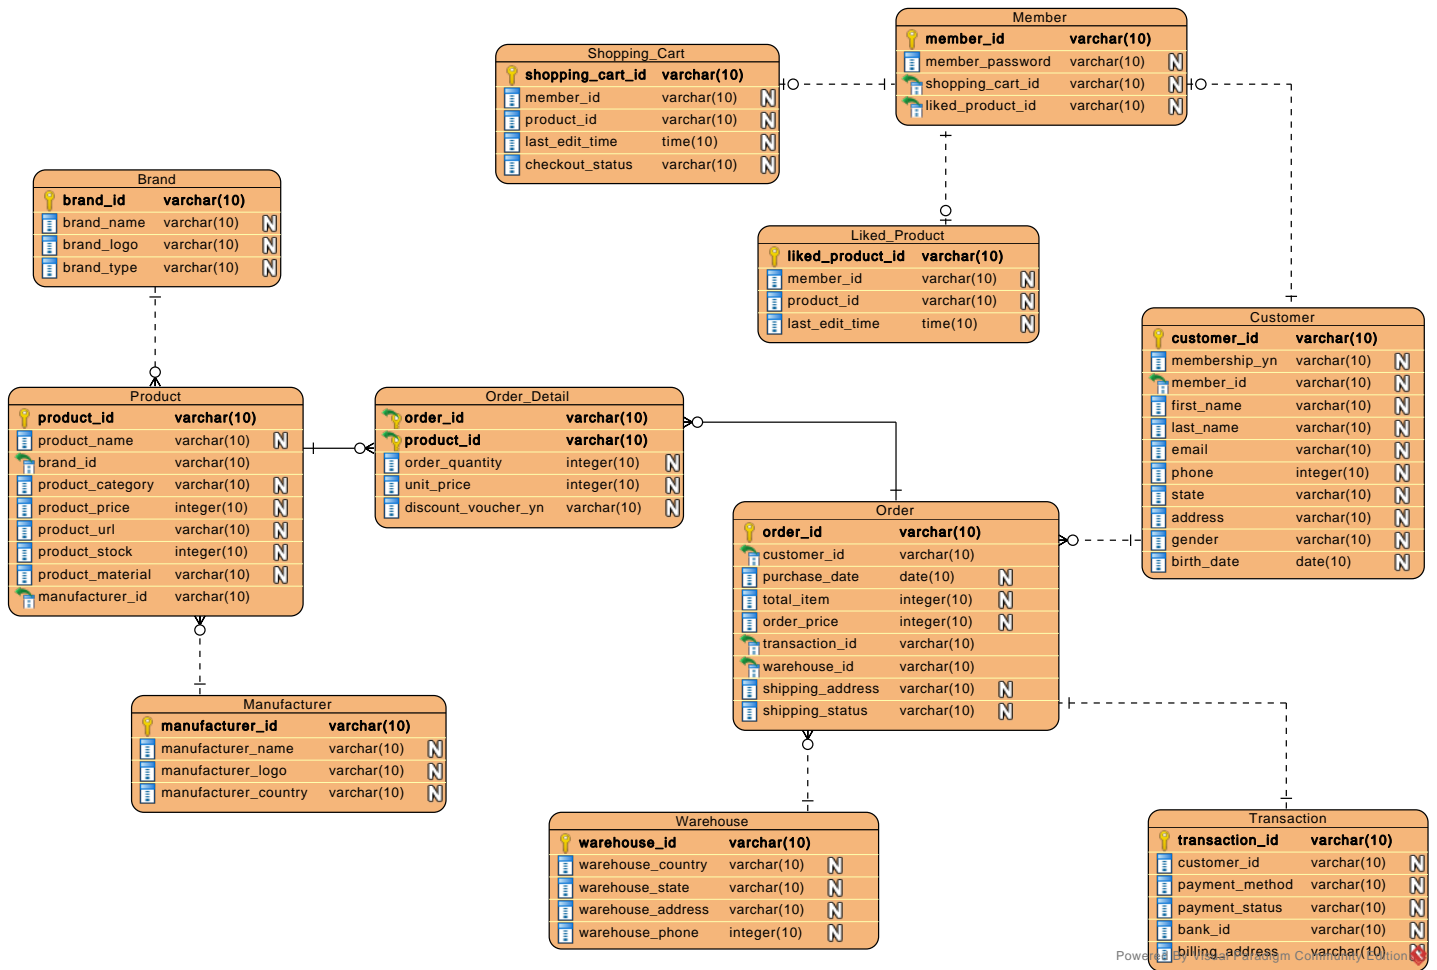 Member
member_id varchar(10)
member_password varchar(10) N
shopping_cart_id varchar(10) N
liked_product_id varchar(10) N
Shopping_Cart
shopping_cart_id varchar(10)
member_id varchar(10) N
product_id varchar(10) N
last_edit_time time(10) N
checkout_status varchar(10) N
Brand
brand_id varchar(10)
brand_name varchar(10) N
brand_logo varchar(10) N
brand_type varchar(10) N
Liked_Product
liked_product_id varchar(10)
member_id varchar(10) N
product_id varchar(10) N
last_edit_time time(10) N
Customer
customer_id varchar(10)
membership_yn varchar(10) N
member_id varchar(10) N
first_name varchar(10) N
last_name varchar(10) N
email varchar(10) N
phone integer(10) N
state varchar(10) N
address varchar(10) N
gender varchar(10) N
birth_date date(10) N
Product
product_id varchar(10)
product_name varchar(10) N
brand_id varchar(10)
product_category varchar(10) N
product_price integer(10) N
product_url varchar(10) N
product_stock integer(10) N
product_material varchar(10) N
manufacturer_id varchar(10)
Order_Detail
order_id varchar(10)
product_id varchar(10)
order_quantity integer(10) N
unit_price integer(10) N
discount_voucher_yn varchar(10) N
Order
order_id varchar(10)
customer_id varchar(10)
purchase_date date(10) N
total_item integer(10) N
order_price integer(10) N
transaction_id varchar(10)
warehouse_id varchar(10)
shipping_address varchar(10) N
shipping_status varchar(10) N
Manufacturer
manufacturer_id varchar(10)
manufacturer_name varchar(10) N
manufacturer_logo varchar(10) N
manufacturer_country varchar(10) N
Warehouse
warehouse_id varchar(10)
warehouse_country varchar(10) N
warehouse_state varchar(10) N
warehouse_address varchar(10) N
warehouse_phone integer(10) N
Transaction
transaction_id varchar(10)
customer_id varchar(10) N
payment_method varchar(10) N
payment_status varchar(10) N
bank_id varchar(10) N
billing_address varchar(10) N
Powered By Visual Paradigm Community Edition